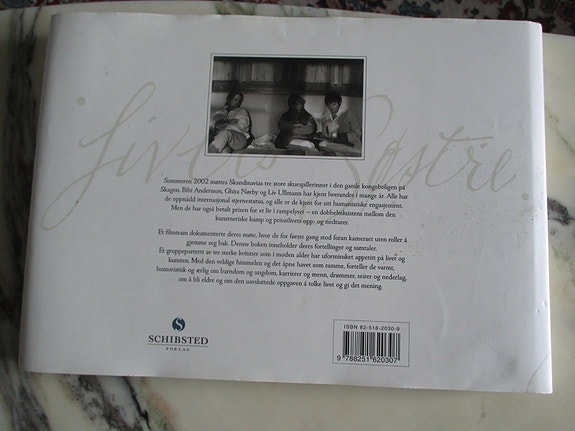 Livets Søstre
Sommeren 2002 møttes Skandinavias tre store skuespillerinner i den gamle kongeboligen på
Skagen. Bibi Andersson, Ghita Nørby og Liv Ullmann har kjent hverandre i mange år. Alle har
de oppnådd internasjonal stjernestatus, og alle er de kjent for sitt humanistiske engasjement.
Men de har også betalt prisen for et liv i rampelyset – en dobbelteksistens mellom den
kunstneriske kamp og privatlivets opp- og nedturer.
Et filmteam dokumenterte deres møte, hvor de for første gang stod foran kameraet uten roller å
gjemme seg bak. Denne boken inneholder deres fortellinger og samtaler.
Et gruppeportrett av tre sterke kvinner som i moden alder har uforminsket appetitt på livet og
kunsten. Med den veldige himmelen og det åpne havet som ramme, forteller de varmt,
humoristisk og ærlig om barndom og ungdom, karrierer og menn, drømmer, seirer og nederlag,
om å bli eldre og om den uavsluttede oppgaven å tolke livet og gi det mening.
S
SCHIBSTED
FORLAG
ISBN 82-516-2030-9
9 788251 620307